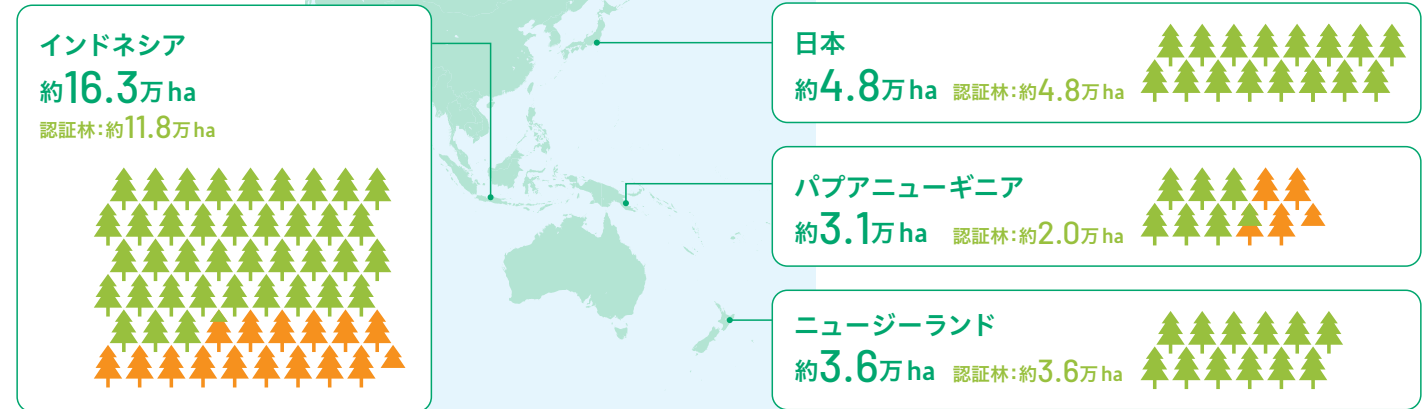 インドネシア
約16.3万ha
認証林:約11.8万ha
日本
約4.8万ha 認証林:約4.8万ha
パプアニューギニア
約3.1万ha 認証林:約2.0万ha
ニュージーランド
約3.6万ha 認証林:約3.6万ha